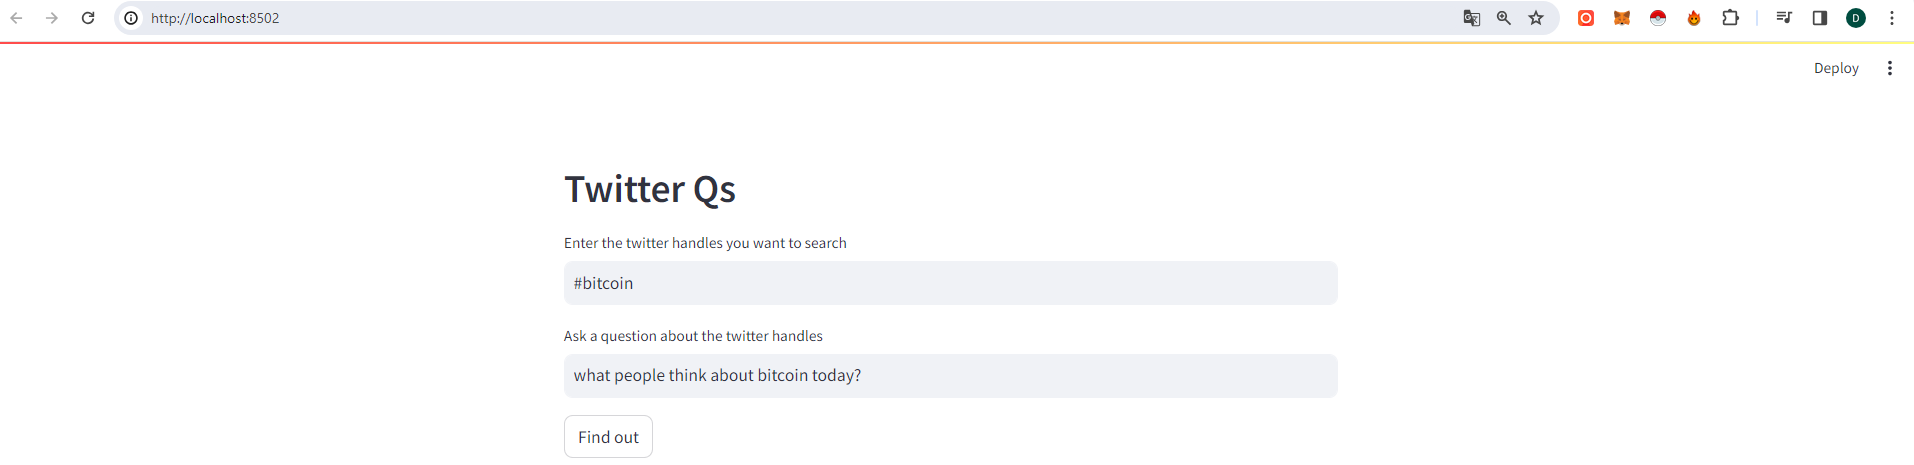 http://localhost:8502
D
Deploy
Twitter Qs
Enter the twitter handles you want to search
#bitcoin
Ask a question about the twitter handles
what people think about bitcoin today?
Find out